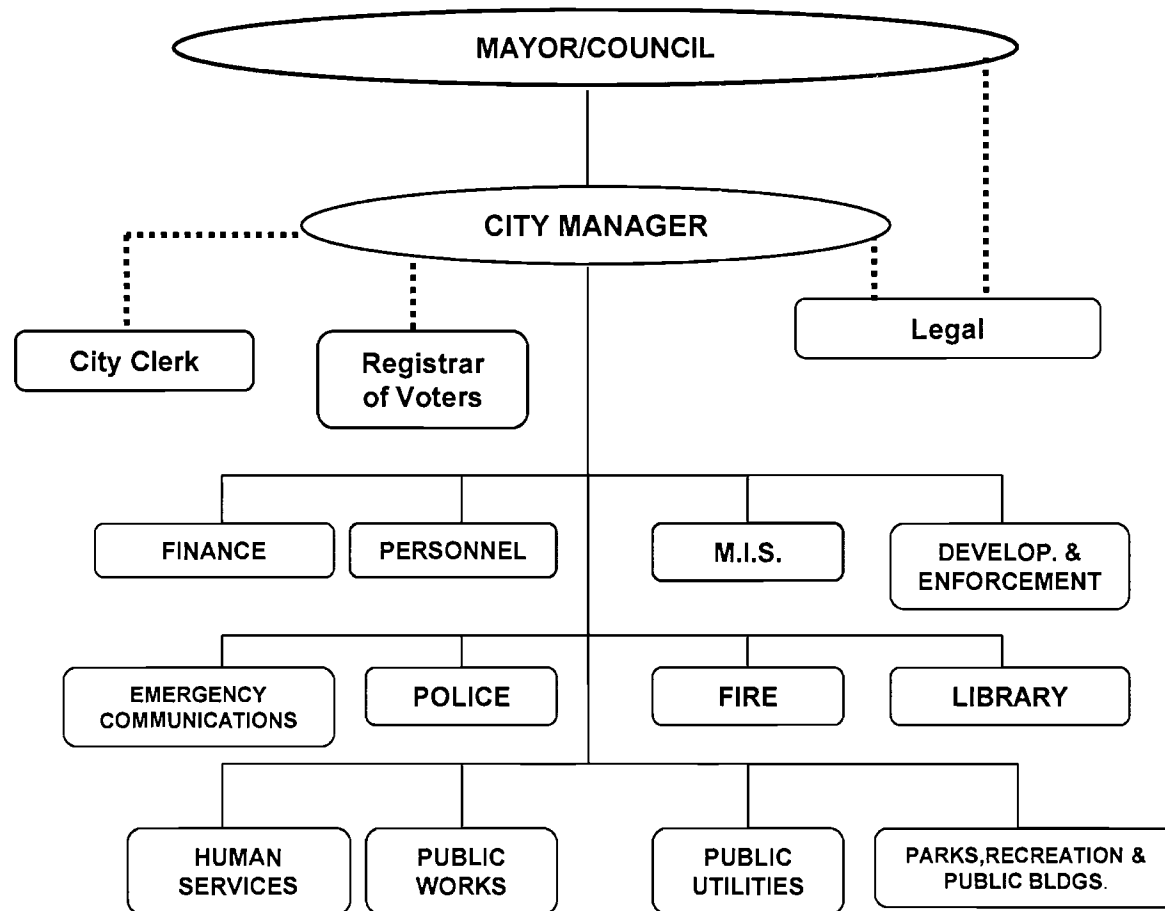 MAYOR/COUNCIL
CITY MANAGER
City Clerk
Registrar
of Voters
Legal
FINANCE
PERSONNEL
M.I.S.
DEVELOP. &
ENFORCEMENT
EMERGENCY
COMMUNICATIONS
POLICE
FIRE
LIBRARY
HUMAN
SERVICES
PUBLIC
WORKS
PUBLIC
UTILITIES
PARKS,RECREATION &
PUBLIC BLDGS.